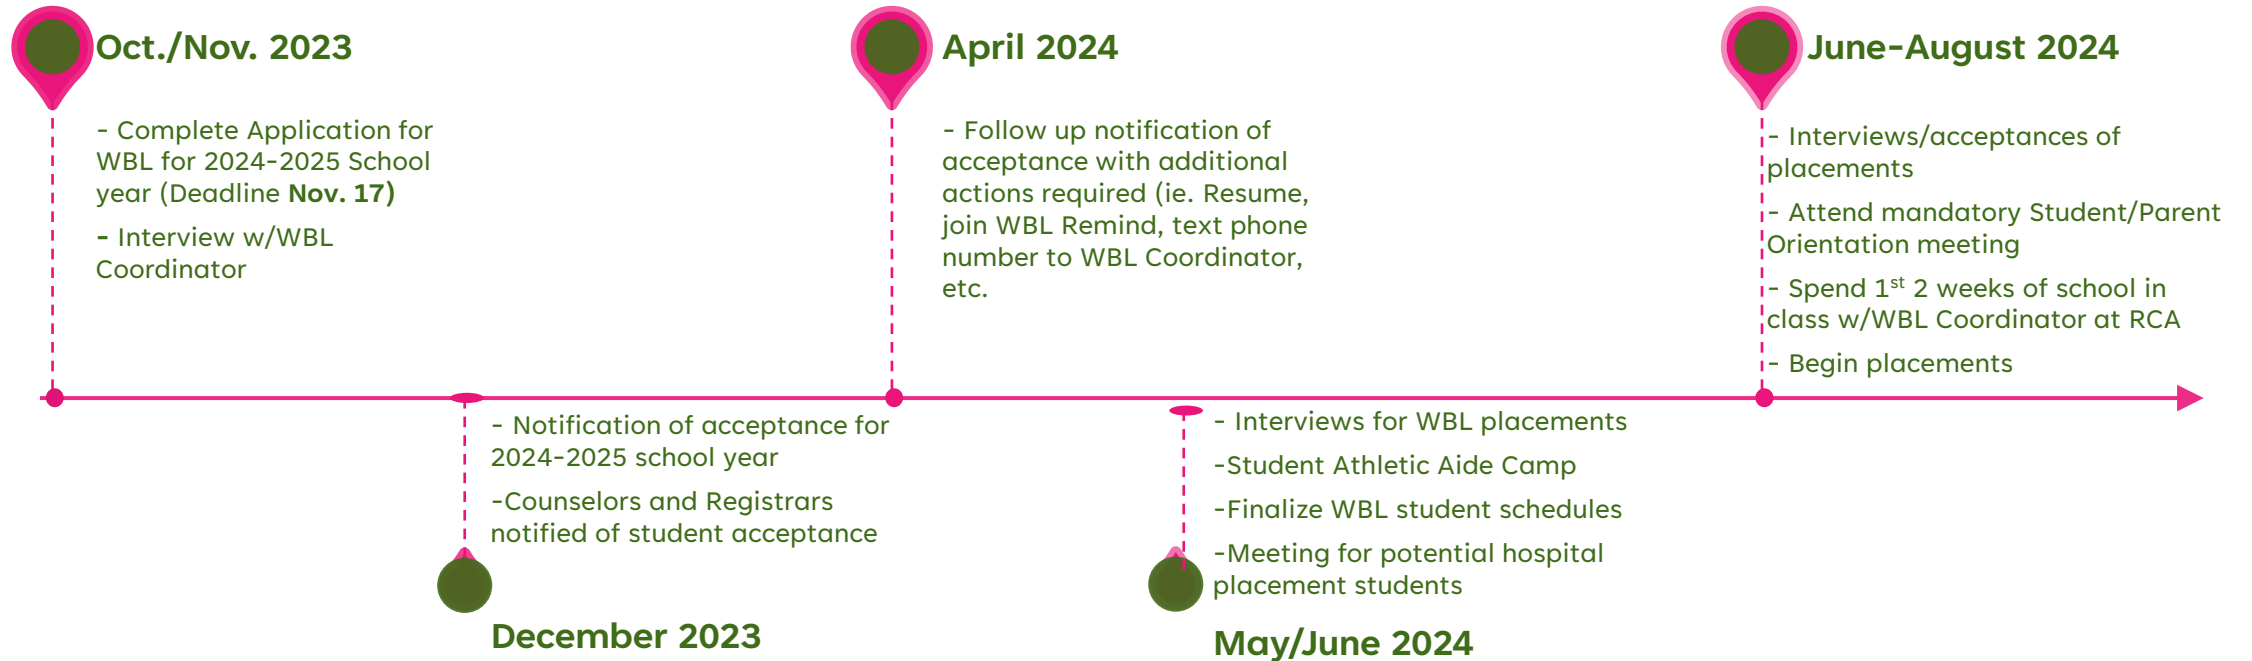 Oct./Nov. 2023
- Complete Application for
WBL for 2024-2025 School
year (Deadline Nov. 17)
- Interview w/WBL
Coordinator
- Notification of acceptance for
2024-2025 school year
-Counselors and Registrars
notified of student acceptance
December 2023
April 2024
- Follow up notification of
acceptance with additional
actions required (ie. Resume,
join WBL Remind, text phone
number to WBL Coordinator,
etc.
- Interviews for WBL placements
-Student Athletic Aide Camp
-Finalize WBL student schedules
-Meeting for potential hospital
placement students
May/June 2024
June-August 2024
- Interviews/acceptances of
placements
- Attend mandatory Student/Parent
Orientation meeting
- Spend 1st 2 weeks of school in
class w/WBL Coordinator at RCA
- Begin placements